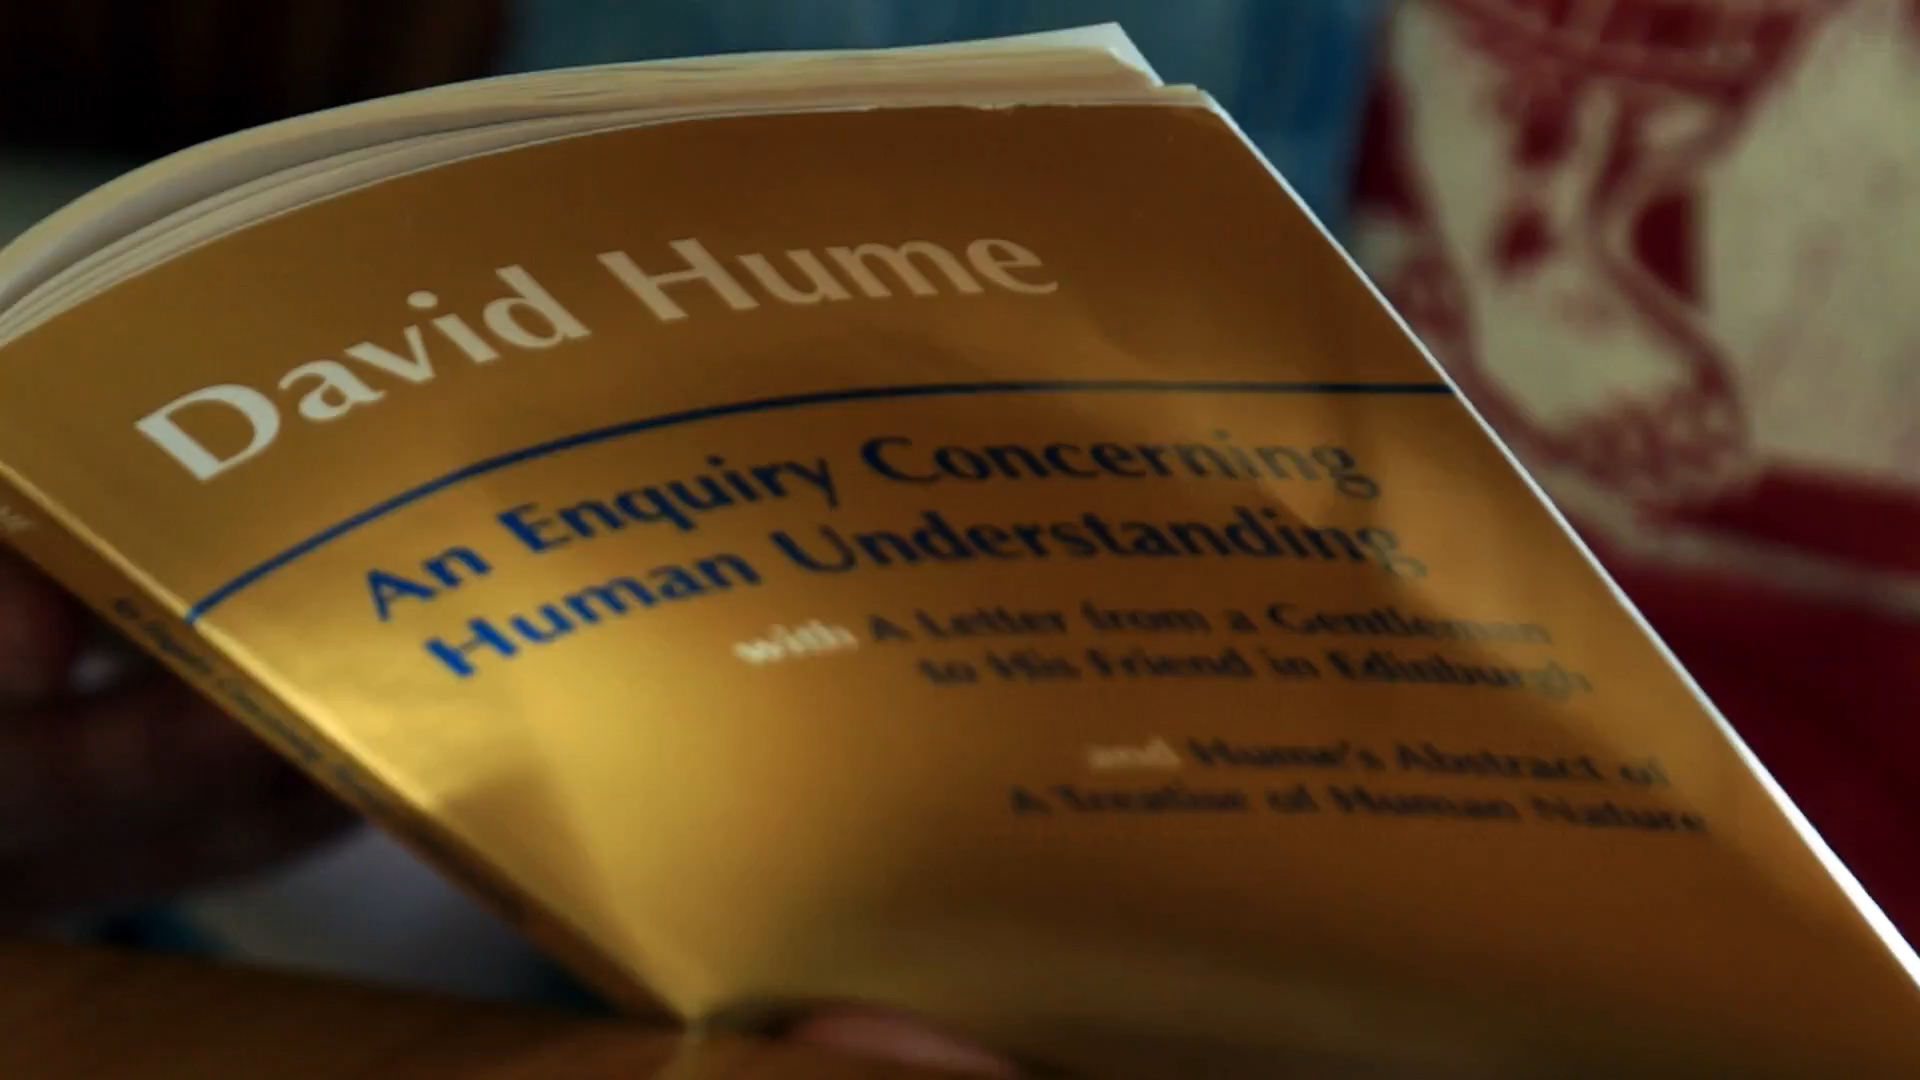 David Hume
An Enquiry Concerning
Human Understanding
with A Letter from a Gentleman
to His Friend in Edinburgh
and Hume's Abstract of
A Treatise of Human Nature